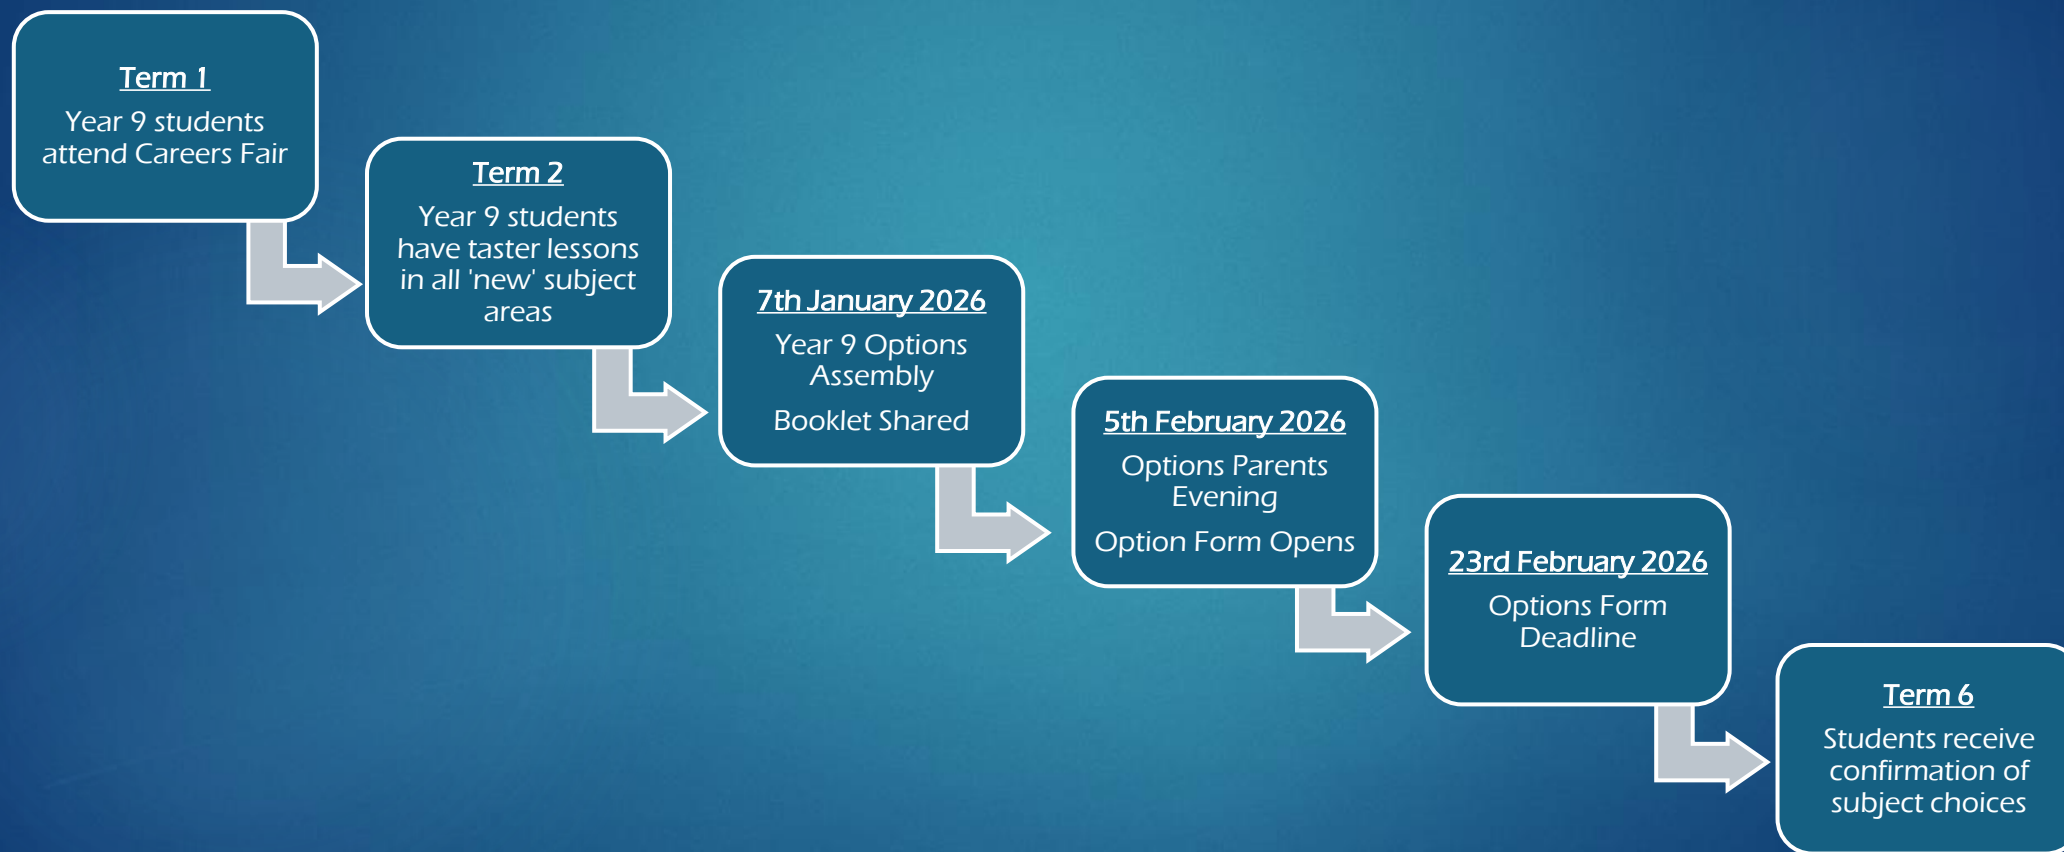 Term 1
Year 9 students
attend Careers Fair
Term 2
Year 9 students
have taster lessons
in all 'new' subject
areas
7th January 2026
Year 9 Options
Assembly
Booklet Shared
5th February 2026
Options Parents
Evening
Option Form Opens
23rd February 2026
Options Form
Deadline
Term 6
Students receive
confirmation of
subject choices